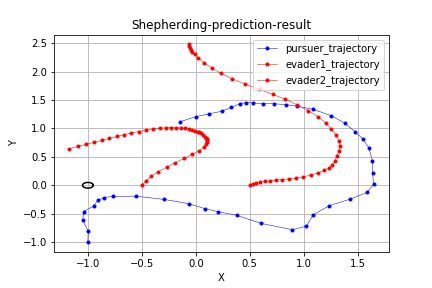 Shepherding-prediction-result
pursuer_trajectory
evader1_trajectory
evader2_trajectory
2.5
2.0
1.5
1.0
0.5
0.0
−0.5
−1.0
Y
−1.0 −0.5 0.0 0.5 1.0 1.5
X